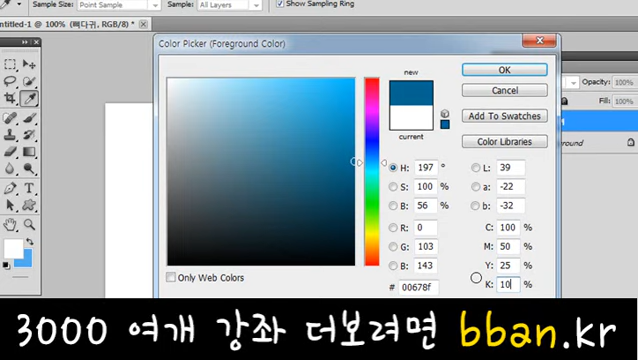 Sample Size: Point Sample Sample: All Layers Show Sampling Ring
ntitled-1 @ 100% (뼈다귀, RGB/8) *
Color Picker (Foreground Color)
new
current
OK
Cancel
Add To Swatches
Color Libraries
Opacity: 100%
Fill: 100%
H: 197 °
S: 100 %
B: 56 %
R: 0
G: 103
B: 143
# 00678f
L: 39
a: -22
b: -32
C: 100 %
M: 50 %
Y: 25 %
K: 10 %
Only Web Colors
3000 여개 강좌 더보려면 bban.kr